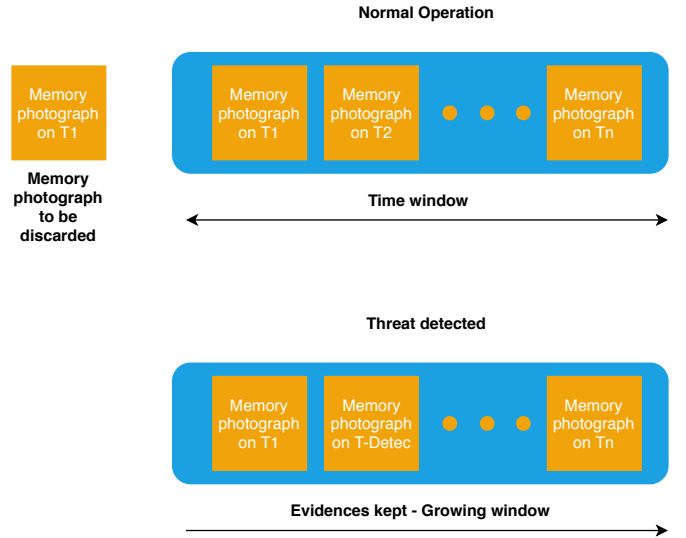 Normal Operation
Memory
photograph
on T1
Memory
photograph
to be
discarded
Memory
photograph
on T1
Memory
photograph
on T2
Memory
photograph
on Tn
Time window
Threat detected
Memory
photograph
on T1
Memory
photograph
on T-Detec
Memory
photograph
on Tn
Evidences kept - Growing window